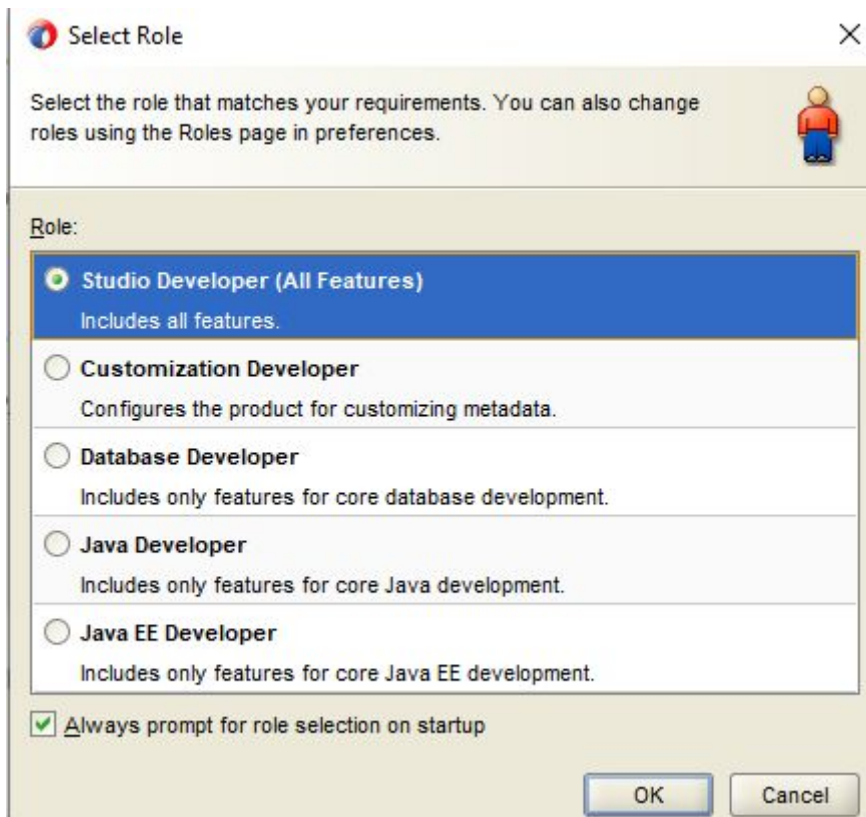 Select Role
Select the role that matches your requirements. You can also change
roles using the Roles page in preferences.
Role:
Studio Developer (All Features)
Includes all features.
Customization Developer
Configures the product for customizing metadata.
Database Developer
Includes only features for core database development.
Java Developer
Includes only features for core Java development.
Java EE Developer
Includes only features for core Java EE development.
Always prompt for role selection on startup
OK Cancel